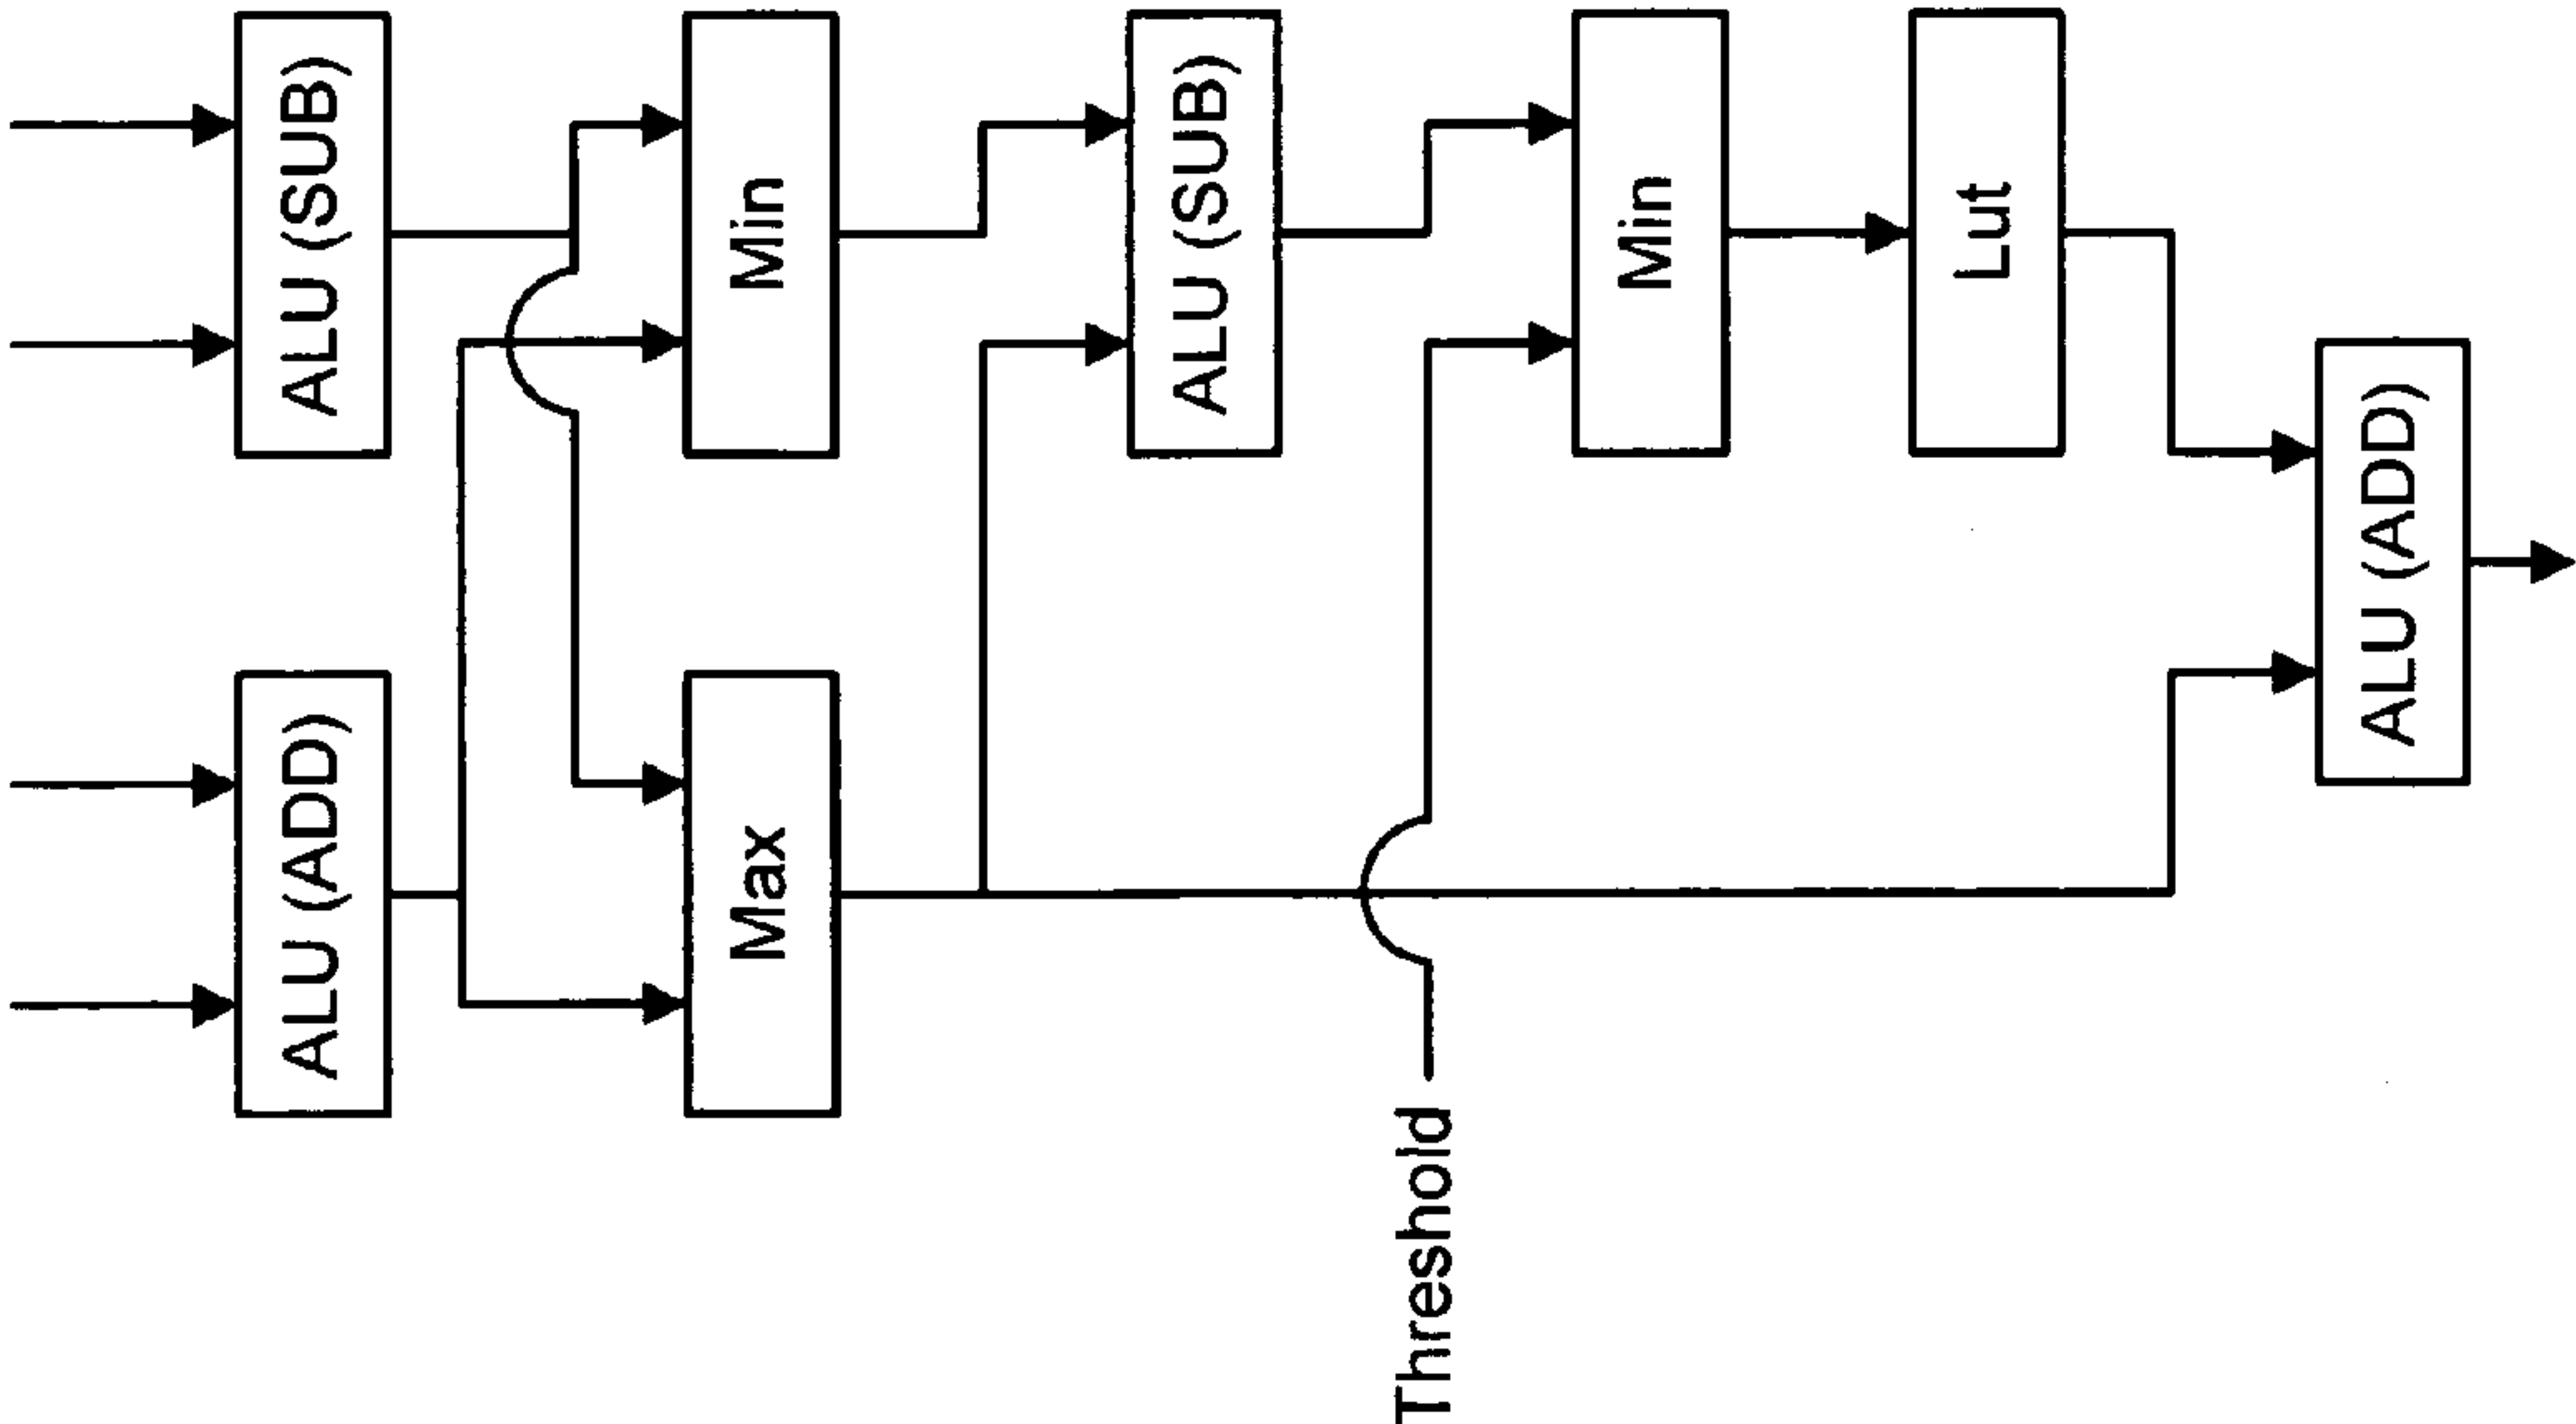 ALU (ADD)
ALU (SUB)
Max
Min
ALU (SUB)
Threshold
Min
Lut
ALU (ADD)